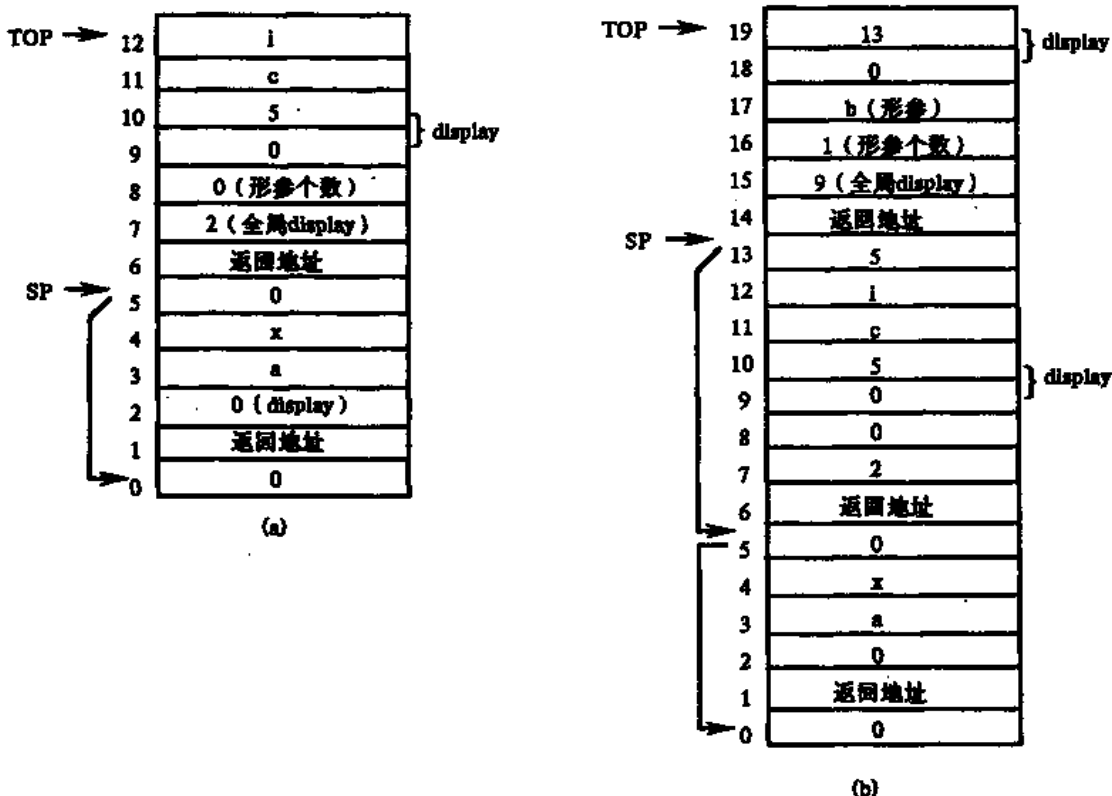 TOP 12 i
11 c
10 5
display
9 0
8 0（形参个数）
7 2（全局display）
6 返回地址
SP 5 0
4 x
3 a
2 0（display）
1 返回地址
0 0
(a)
TOP 19 13
display
18 0
17 b（形参）
16 1（形参个数）
15 9（全局display）
14 返回地址
SP 13 5
12 i
11 c
10 5
display
9 0
8 0
7 2
6 返回地址
5 0
4 x
3 a
2 0
1 返回地址
0 0
(b)